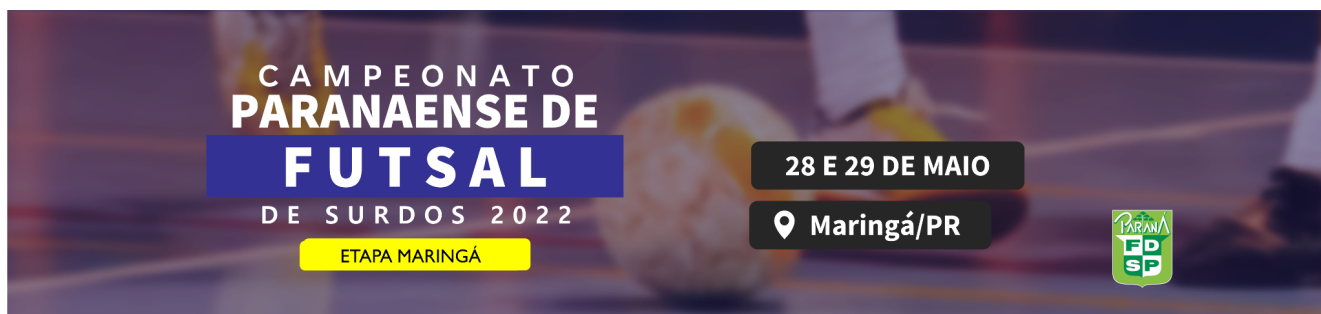 CAMPEONATO
PARANAENSE DE
FUTSAL
DE SURDOS 2022
ETAPA MARINGÁ
28 E 29 DE MAIO
Maringá/PR
PARANÁ
FD
SP